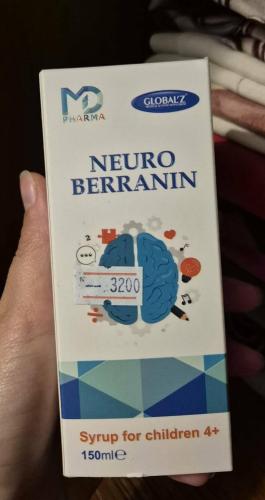 MD
PHARMA
GLOBAL'Z
NEURO
BERRANIN
3200
Syrup for children 4+
150ml℮